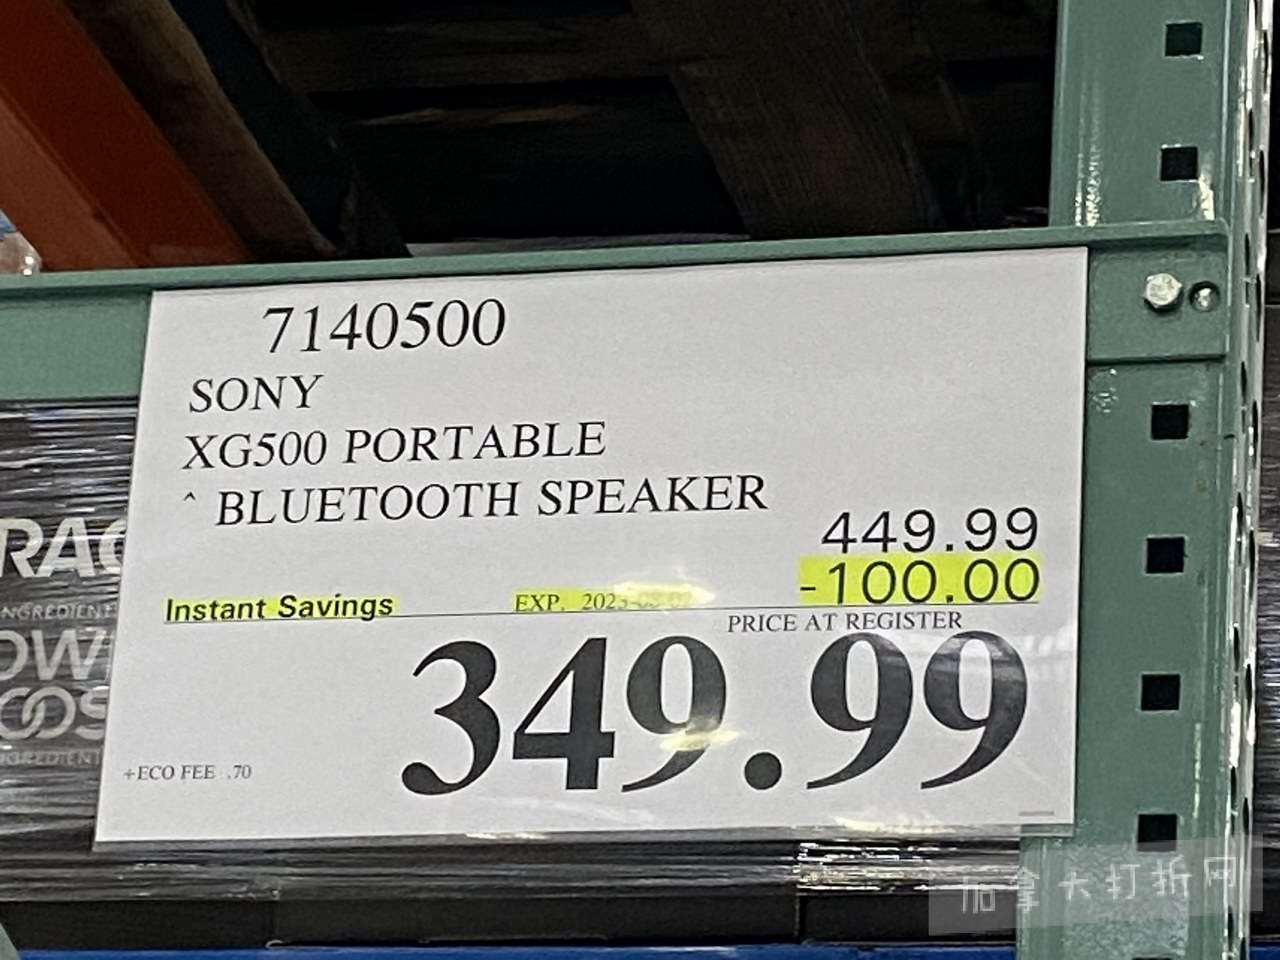 7140500
SONY
XG500 PORTABLE
^ BLUETOOTH SPEAKER
449.99
-100.00
Instant Savings
EXP.
PRICE AT REGISTER
349.99
+ECO FEE .70
加拿大打折网